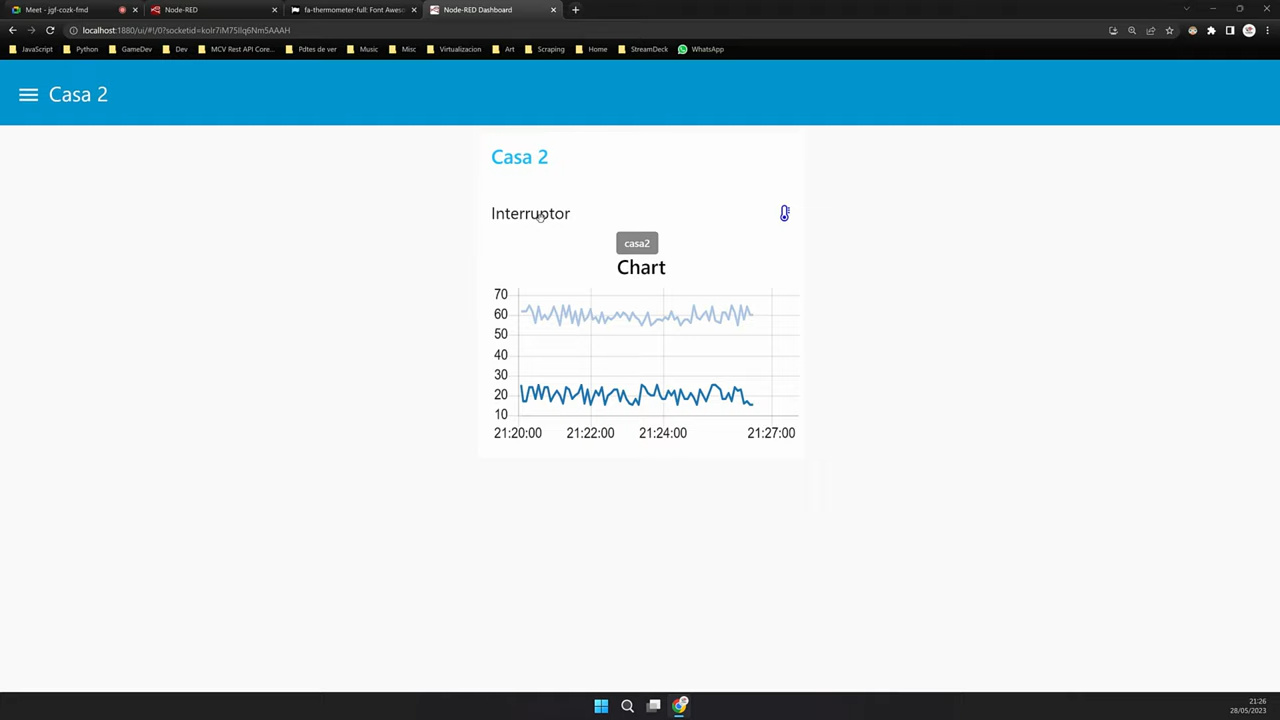 Meet - jgf-cozk-fmd
Node-RED
fa-thermometer-full: Font Aweso
Node-RED Dashboard
localhost:1880/ui/#!/0?socketid=kolr7iM75Ilq6Nm5AAAH
JavaScript
Python
GameDev
Dev
MCV Rest API Core...
Pdtes de ver
Music
Misc
Virtualizacion
Art
Scraping
Home
StreamDeck
WhatsApp
Casa 2
Casa 2
Interruptor
casa2
Chart
70
60
50
40
30
20
10
21:20:00 21:22:00 21:24:00 21:27:00
21:26
28/05/2023